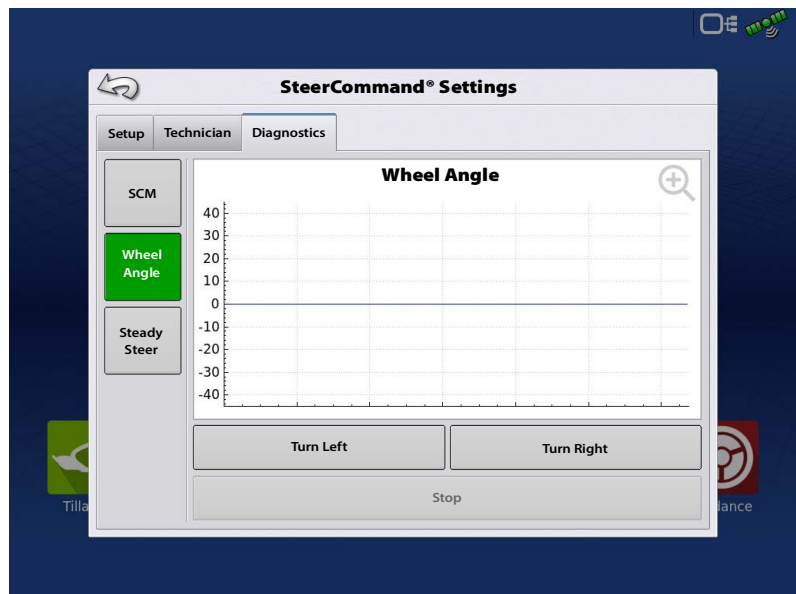 SteerCommand® Settings
Setup
Technician
Diagnostics
SCM
Wheel
Angle
Steady
Steer
Wheel Angle
40
30
20
10
0
-10
-20
-30
-40
Turn Left
Turn Right
Stop
Tilla
dance